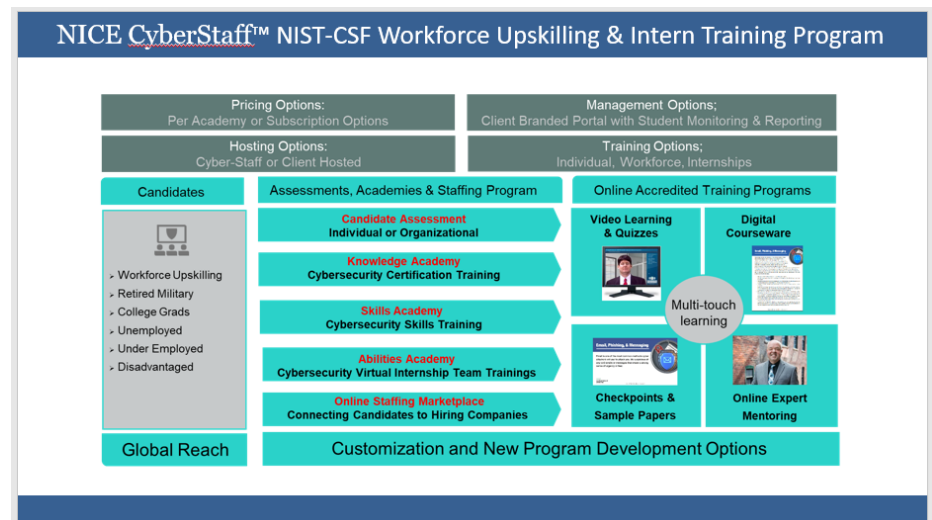 NICE CyberStaff™ NIST-CSF Workforce Upskilling & Intern Training Program
Pricing Options:
Per Academy or Subscription Options
Management Options;
Client Branded Portal with Student Monitoring & Reporting
Hosting Options:
Cyber-Staff or Client Hosted
Training Options;
Individual, Workforce, Internships
Candidates
Assessments, Academies & Staffing Program
Online Accredited Training Programs
➢ Workforce Upskilling
➢ Retired Military
➢ College Grads
➢ Unemployed
➢ Under Employed
➢ Disadvantaged
Candidate Assessment
Individual or Organizational
Knowledge Academy
Cybersecurity Certification Training
Skills Academy
Cybersecurity Skills Training
Abilities Academy
Cybersecurity Virtual Internship Team Trainings
Online Staffing Marketplace
Connecting Candidates to Hiring Companies
Video Learning
& Quizzes
Digital
Courseware
Multi-touch
learning
Email, Phishing, & Messaging
Checkpoints &
Sample Papers
Online Expert
Mentoring
Global Reach
Customization and New Program Development Options